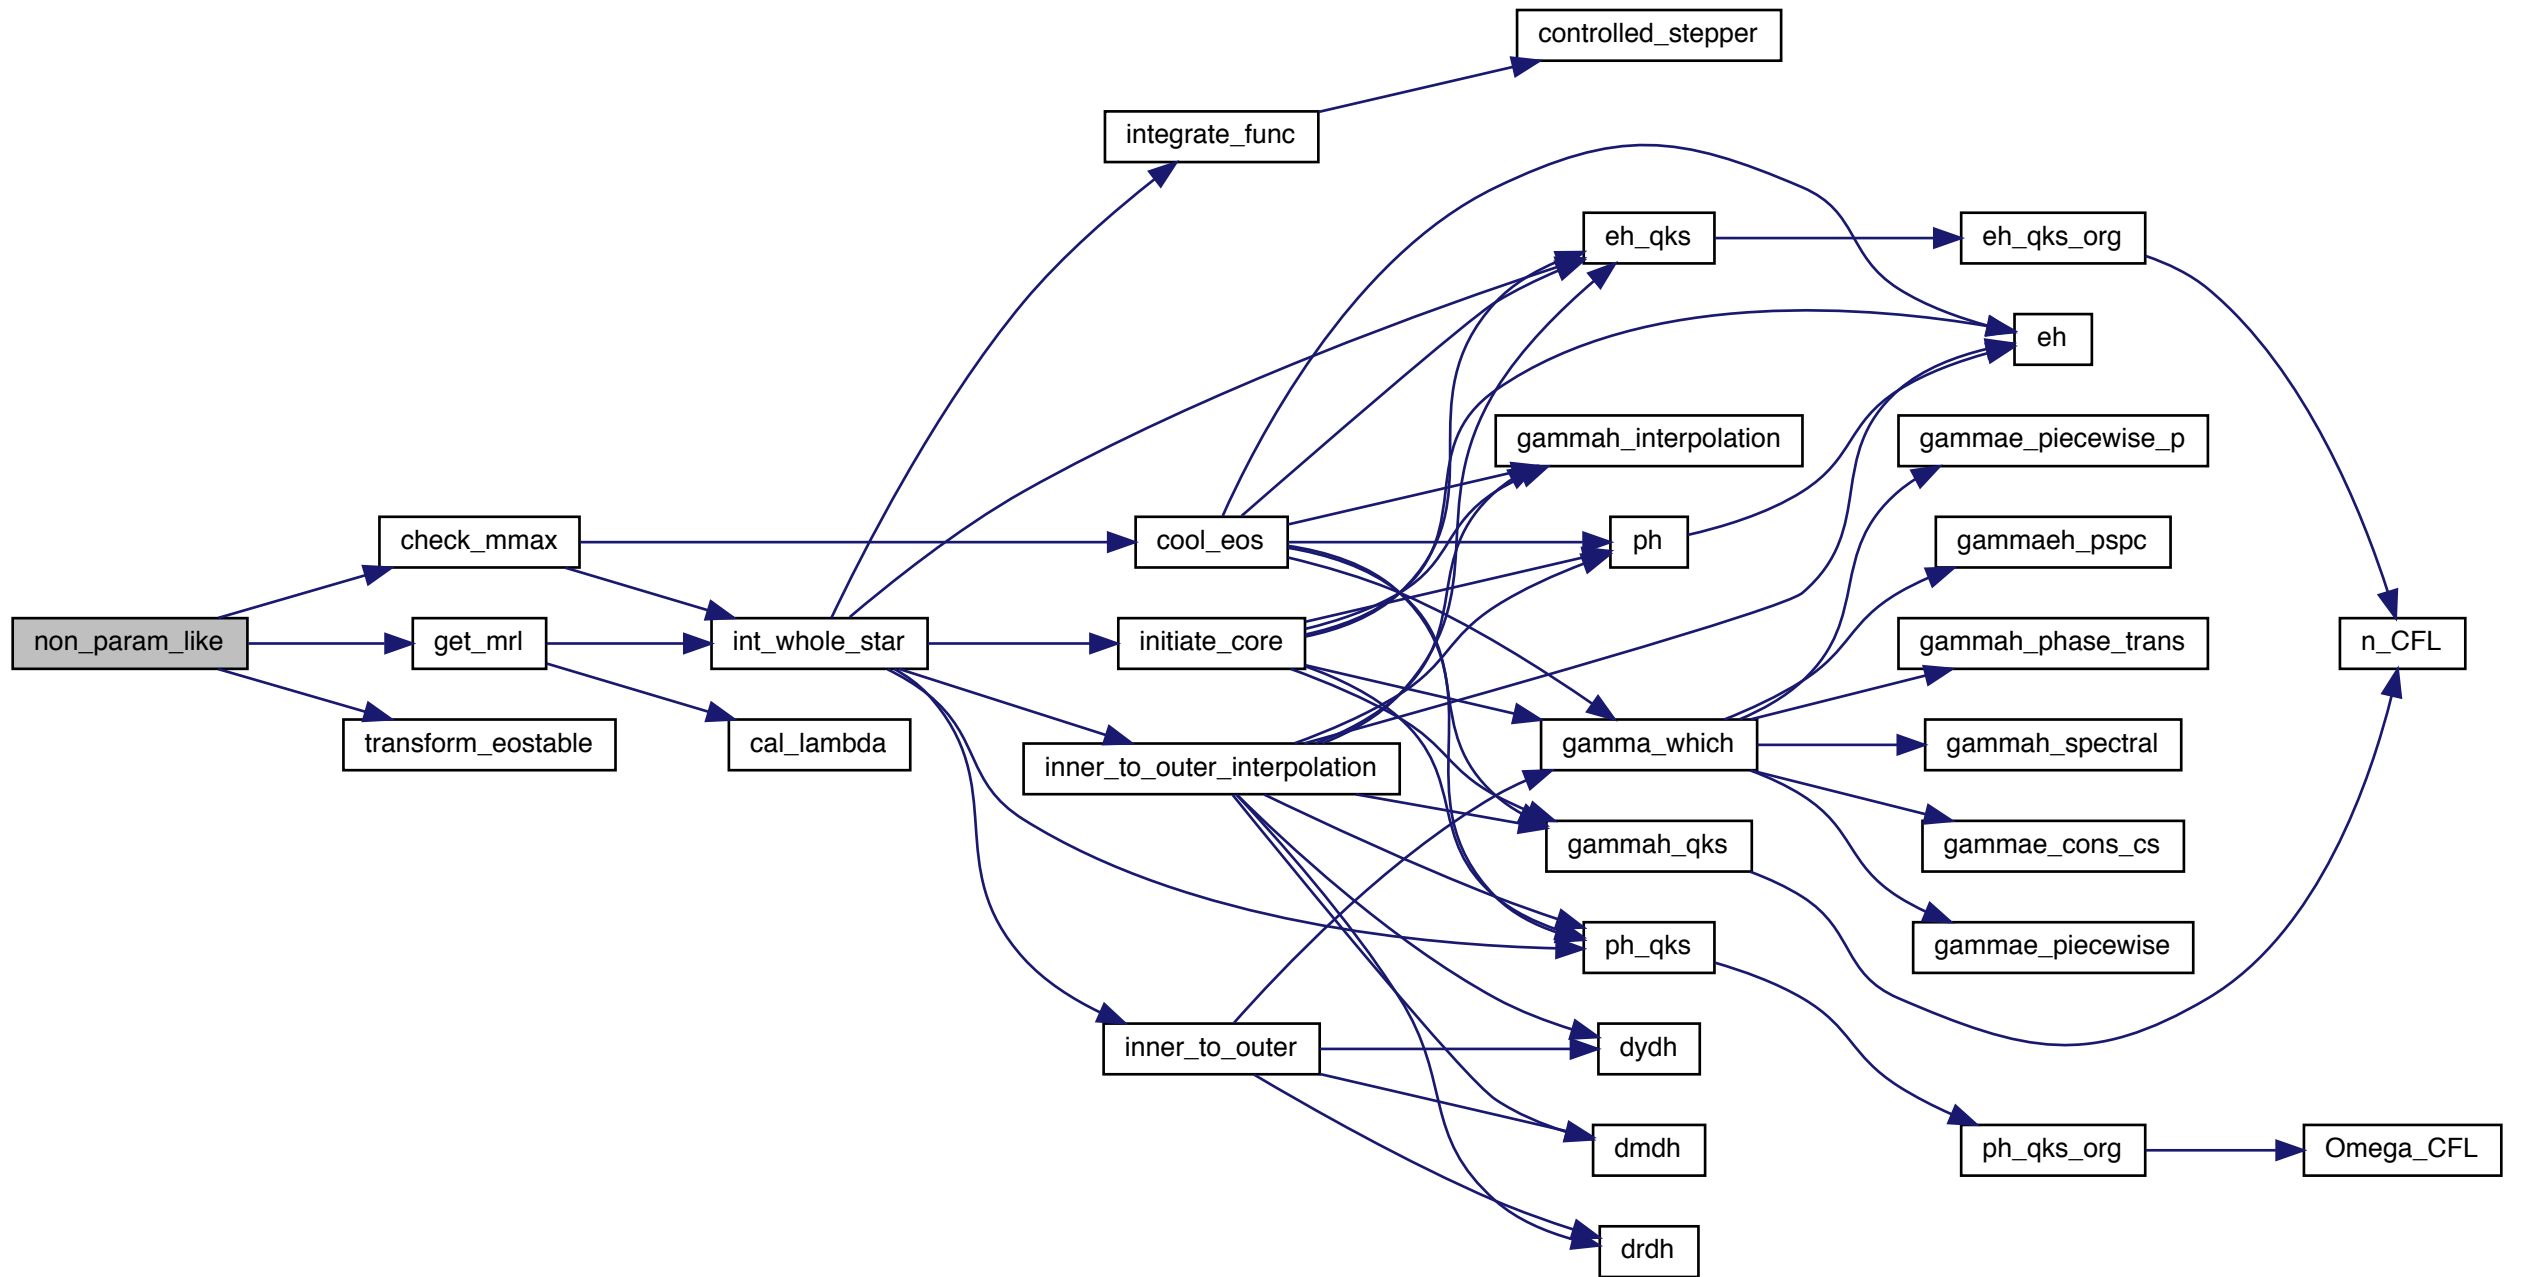 controlled_stepper
integrate_func
eh_qks
eh_qks_org
eh
gammah_interpolation
gammae_piecewise_p
check_mmax
cool_eos
ph
gammaeh_pspc
non_param_like
get_mrl
int_whole_star
initiate_core
gammah_phase_trans
n_CFL
transform_eostable
cal_lambda
inner_to_outer_interpolation
gamma_which
gammah_spectral
gammah_qks
gammae_cons_cs
ph_qks
gammae_piecewise
inner_to_outer
dydh
dmdh
ph_qks_org
Omega_CFL
drdh